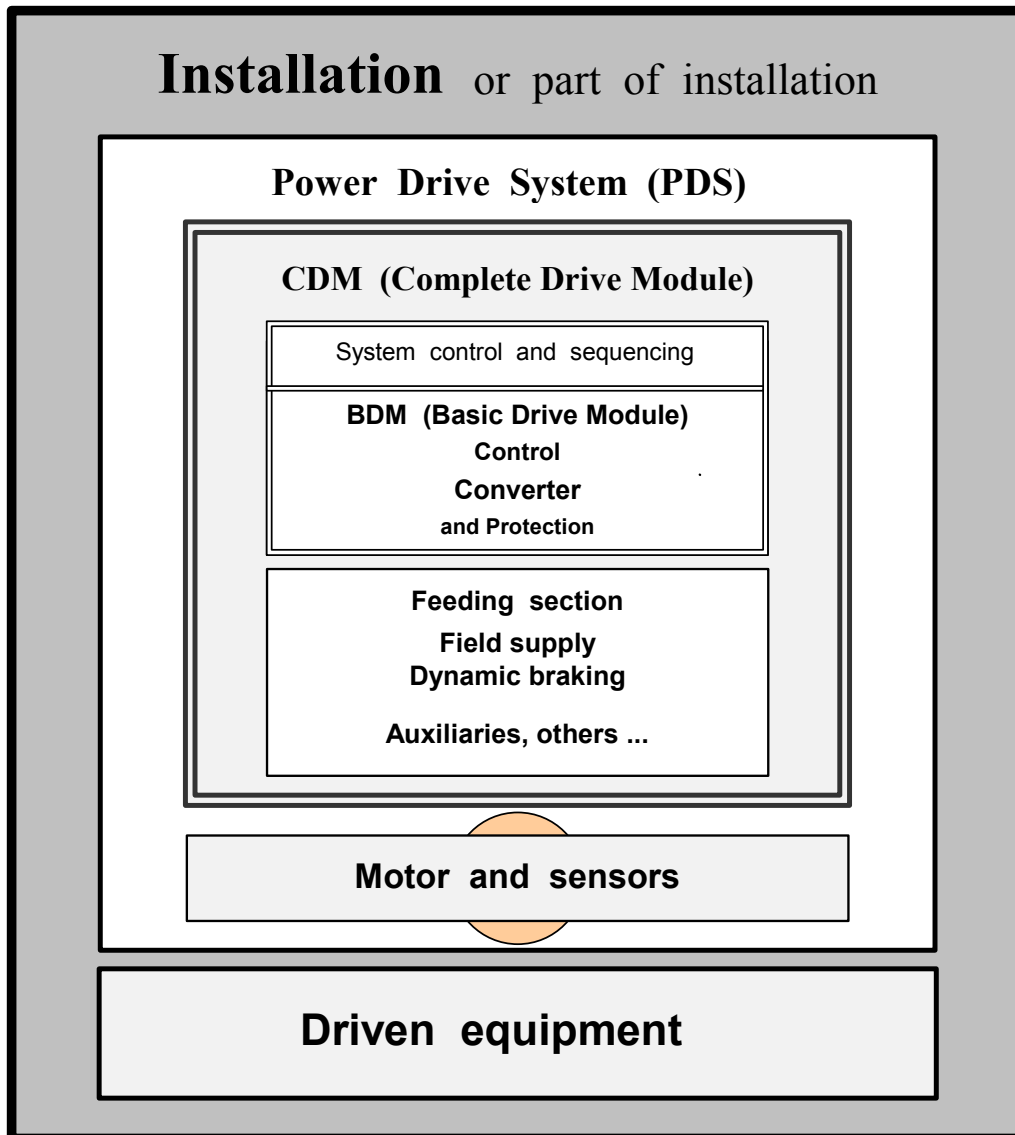 Installation or part of installation
Power Drive System (PDS)
CDM (Complete Drive Module)
System control and sequencing
BDM (Basic Drive Module)
Control
Converter
and Protection
Feeding section
Field supply
Dynamic braking
Auxiliaries, others ...
Motor and sensors
Driven equipment